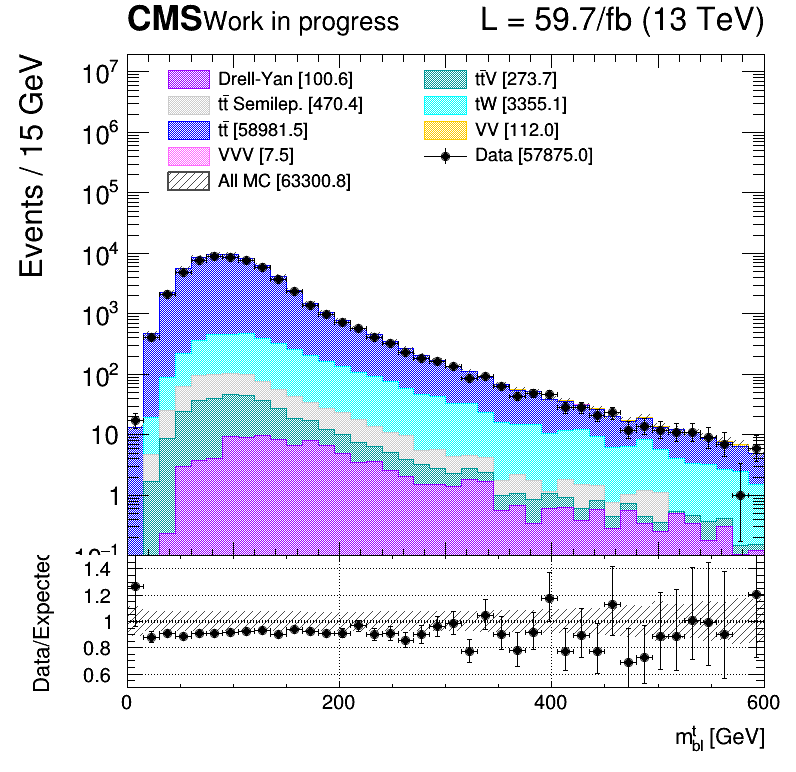 CMS Work in progress L = 59.7/fb (13 TeV)
Events / 15 GeV
10⁷
10⁶
10⁵
10⁴
10³
10²
10
1
10⁻¹
Drell-Yan [100.6]
tt̄ Semilep. [470.4]
tt̄ [58981.5]
VVV [7.5]
All MC [63300.8]
tt̄V [273.7]
tW [3355.1]
VV [112.0]
Data [57875.0]
Data/Expected
1.4
1.2
1
0.8
0.6
0 200 400 600
m^t_bl [GeV]